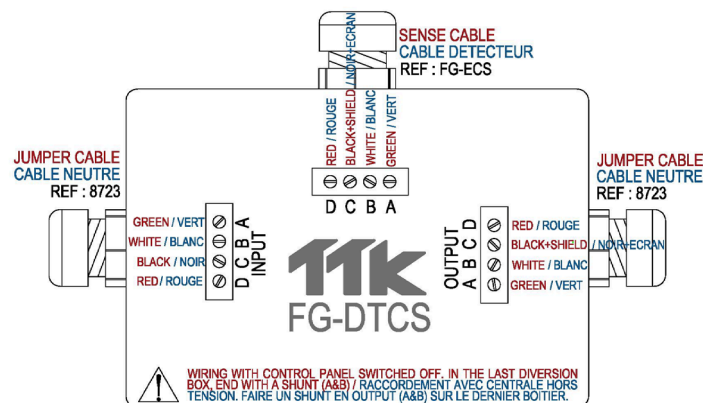 SENSE CABLE
CABLE DETECTEUR
REF : FG-ECS
RED / ROUGE
BLACK+SHIELD / NOIR+ECRAN
WHITE / BLANC
GREEN / VERT
D C B A
JUMPER CABLE
CABLE NEUTRE
REF : 8723
GREEN / VERT
WHITE / BLANC
BLACK / NOIR
RED / ROUGE
D C B A
INPUT
TTK
FG-DTCS
OUTPUT
A B C D
RED / ROUGE
BLACK+SHIELD / NOIR+ECRAN
WHITE / BLANC
GREEN / VERT
JUMPER CABLE
CABLE NEUTRE
REF : 8723
WIRING WITH CONTROL PANEL SWITCHED OFF. IN THE LAST DIVERSION
BOX, END WITH A SHUNT (A&B) / RACCORDEMENT AVEC CENTRALE HORS
TENSION. FAIRE UN SHUNT EN OUTPUT (A&B) SUR LE DERNIER BOITIER.